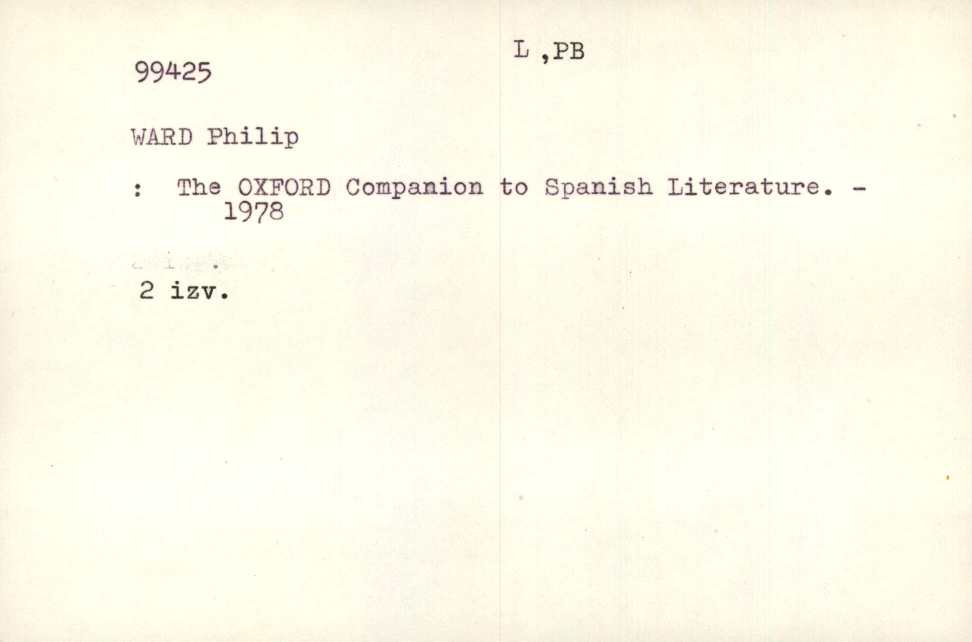 L ,PB
99425
WARD Philip
: The OXFORD Companion to Spanish Literature. -
1978
2 izv.